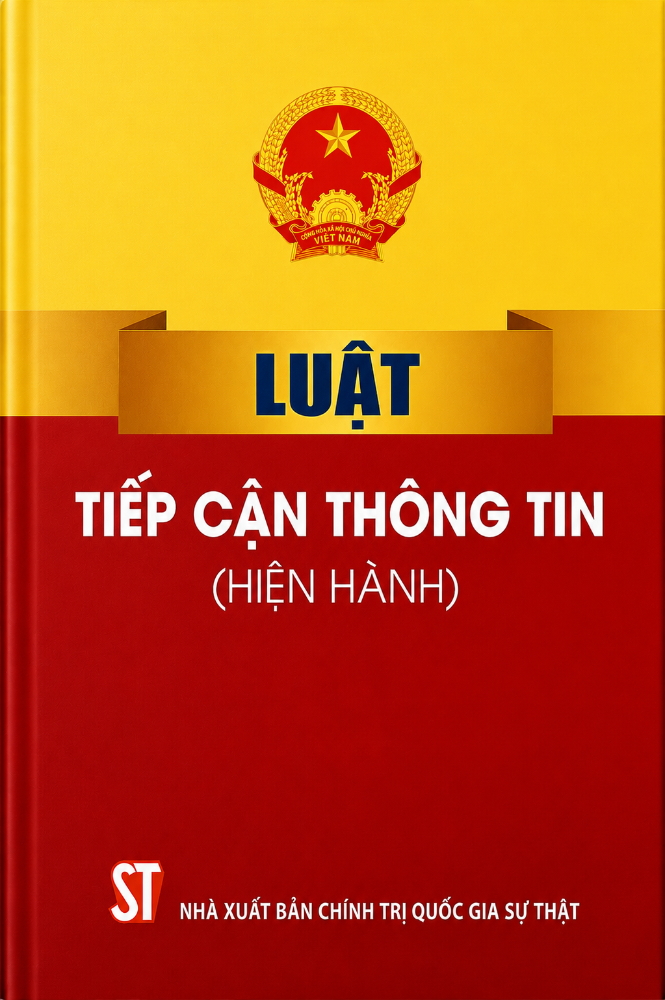 CỘNG HÒA XÃ HỘI CHỦ NGHĨA
VIỆT NAM
LUẬT
TIẾP CẬN THÔNG TIN
(HIỆN HÀNH)
ST
NHÀ XUẤT BẢN CHÍNH TRỊ QUỐC GIA SỰ THẬT